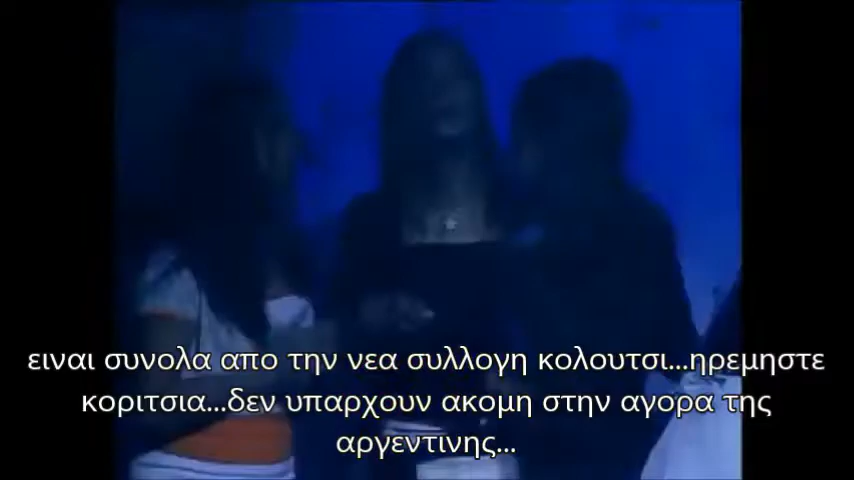 ειναι συνολα απο την νεα συλλογη κολουτσι...ηρεμηστε
κοριτσια...δεν υπαρχουν ακομη στην αγορα της
αργεντινης...